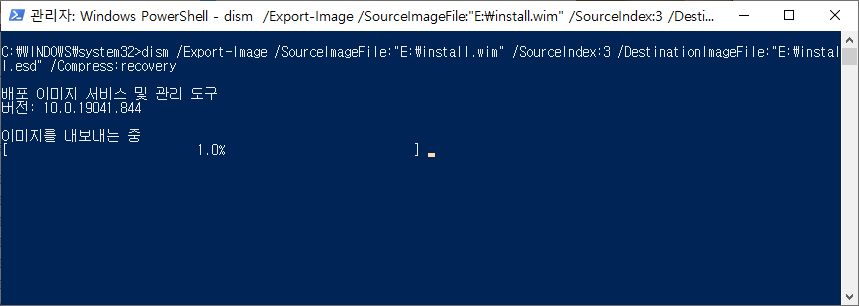 관리자: Windows PowerShell - dism  /Export-Image /SourceImageFile:"E:₩install.wim" /SourceIndex:3 /Desti...
C:₩WINDOWS₩system32>dism /Export-Image /SourceImageFile:"E:₩install.wim" /SourceIndex:3 /DestinationImageFile:"E:₩instal
l.esd" /Compress:recovery
배포 이미지 서비스 및 관리 도구
버전: 10.0.19041.844
이미지를 내보내는 중
[                           1.0%                           ]